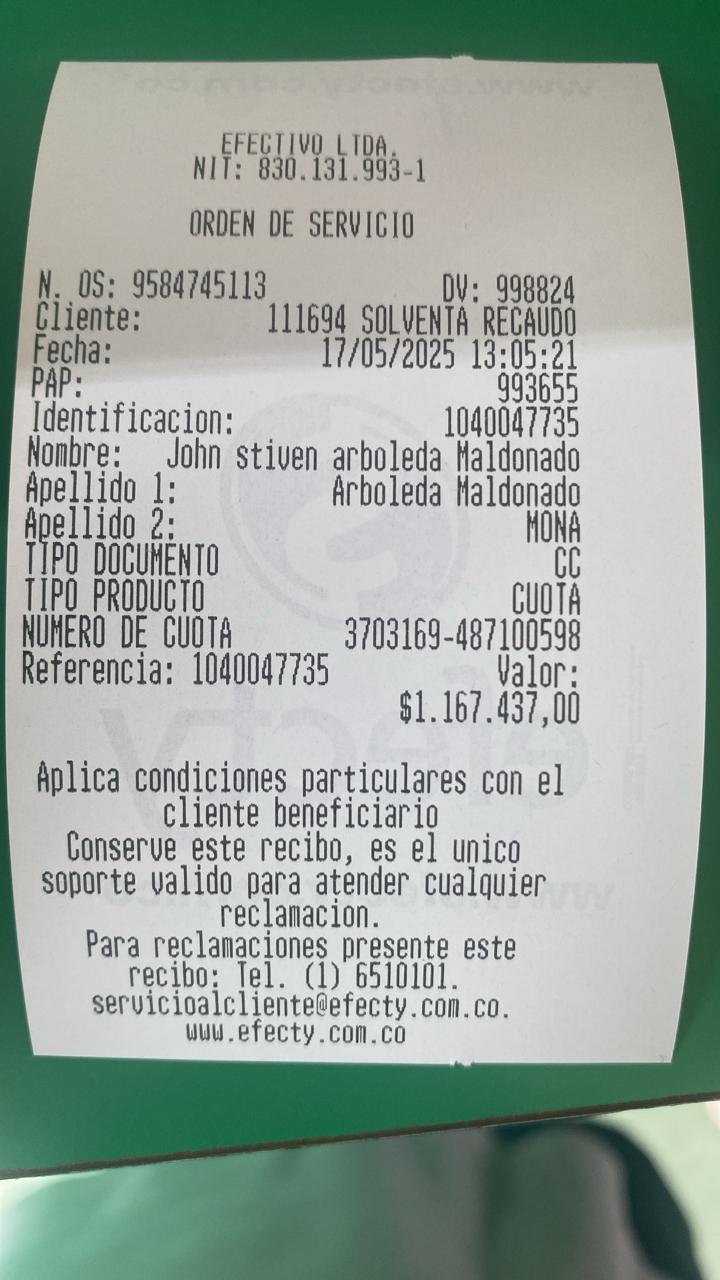 EFECTIVO LTDA.
NIT: 830.131.993-1
ORDEN DE SERVICIO
N. OS: 9584745113 DV: 998824
Cliente: 111694 SOLVENTA RECAUDO
Fecha: 17/05/2025 13:05:21
PAP: 993655
Identificacion: 1040047735
Nombre: John stiven arboleda Maldonado
Apellido 1: Arboleda Maldonado
Apellido 2: MONA
TIPO DOCUMENTO CC
TIPO PRODUCTO CUOTA
NUMERO DE CUOTA 3703169-487100598
Referencia: 1040047735 Valor:
$1.167.437,00
Aplica condiciones particulares con el
cliente beneficiario
Conserve este recibo, es el unico
soporte valido para atender cualquier
reclamacion.
Para reclamaciones presente este
recibo: Tel. (1) 6510101.
servicioalcliente@efecty.com.co.
www.efecty.com.co